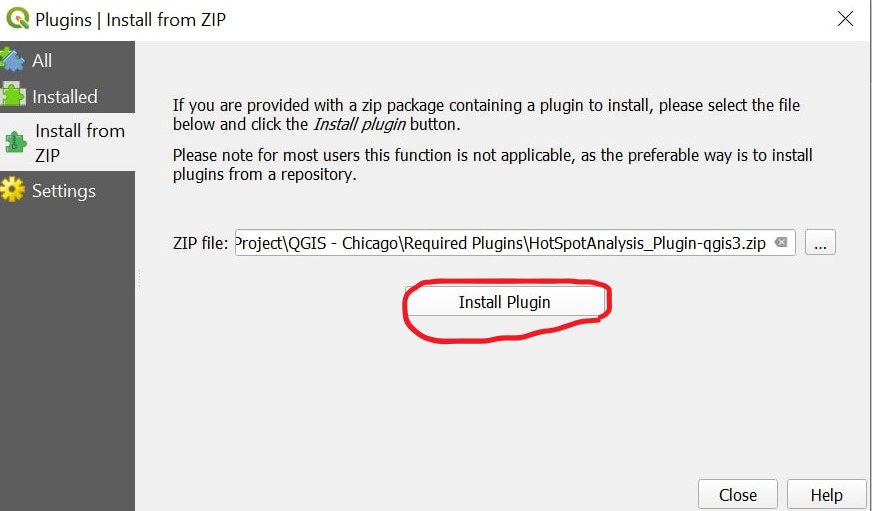 Plugins | Install from ZIP
All
Installed
Install from
ZIP
Settings
If you are provided with a zip package containing a plugin to install, please select the file
below and click the Install plugin button.
Please note for most users this function is not applicable, as the preferable way is to install
plugins from a repository.
ZIP file: Project\QGIS - Chicago\Required Plugins\HotSpotAnalysis_Plugin-qgis3.zip ...
Install Plugin
Close Help